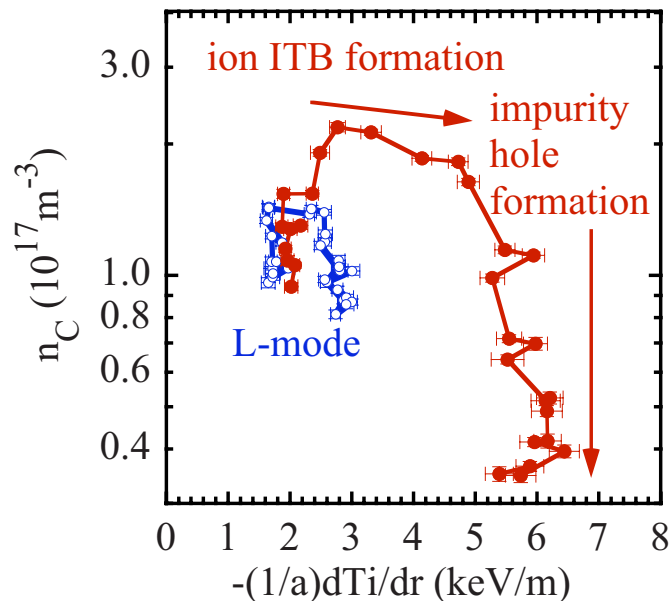 3.0
1.0
0.8
0.6
0.4
n_C (10^17 m^-3)
ion ITB formation
impurity
hole
formation
L-mode
0 1 2 3 4 5 6 7 8
-(1/a)dTi/dr (keV/m)